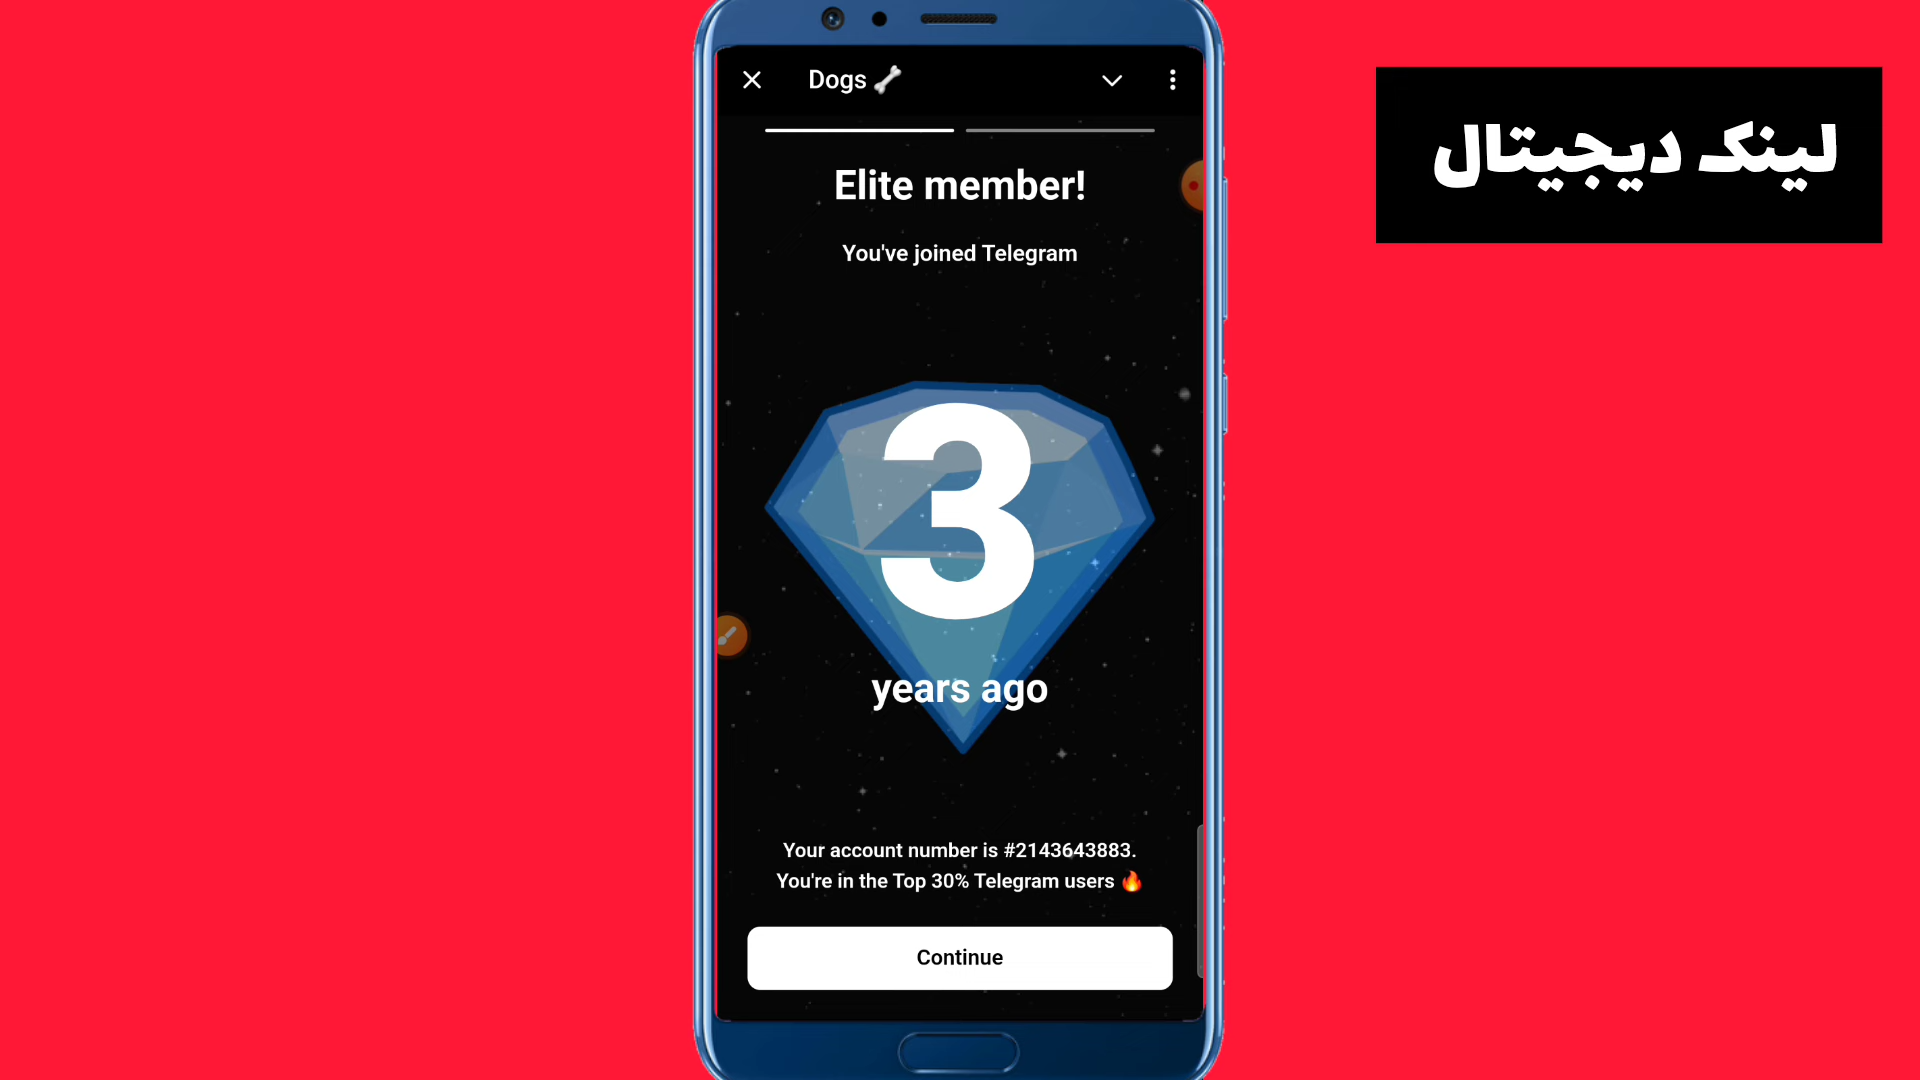 Dogs 🦴
لینک دیجیتال
Elite member!
You've joined Telegram
3
years ago
Your account number is #2143643883.
You're in the Top 30% Telegram users 🔥
Continue